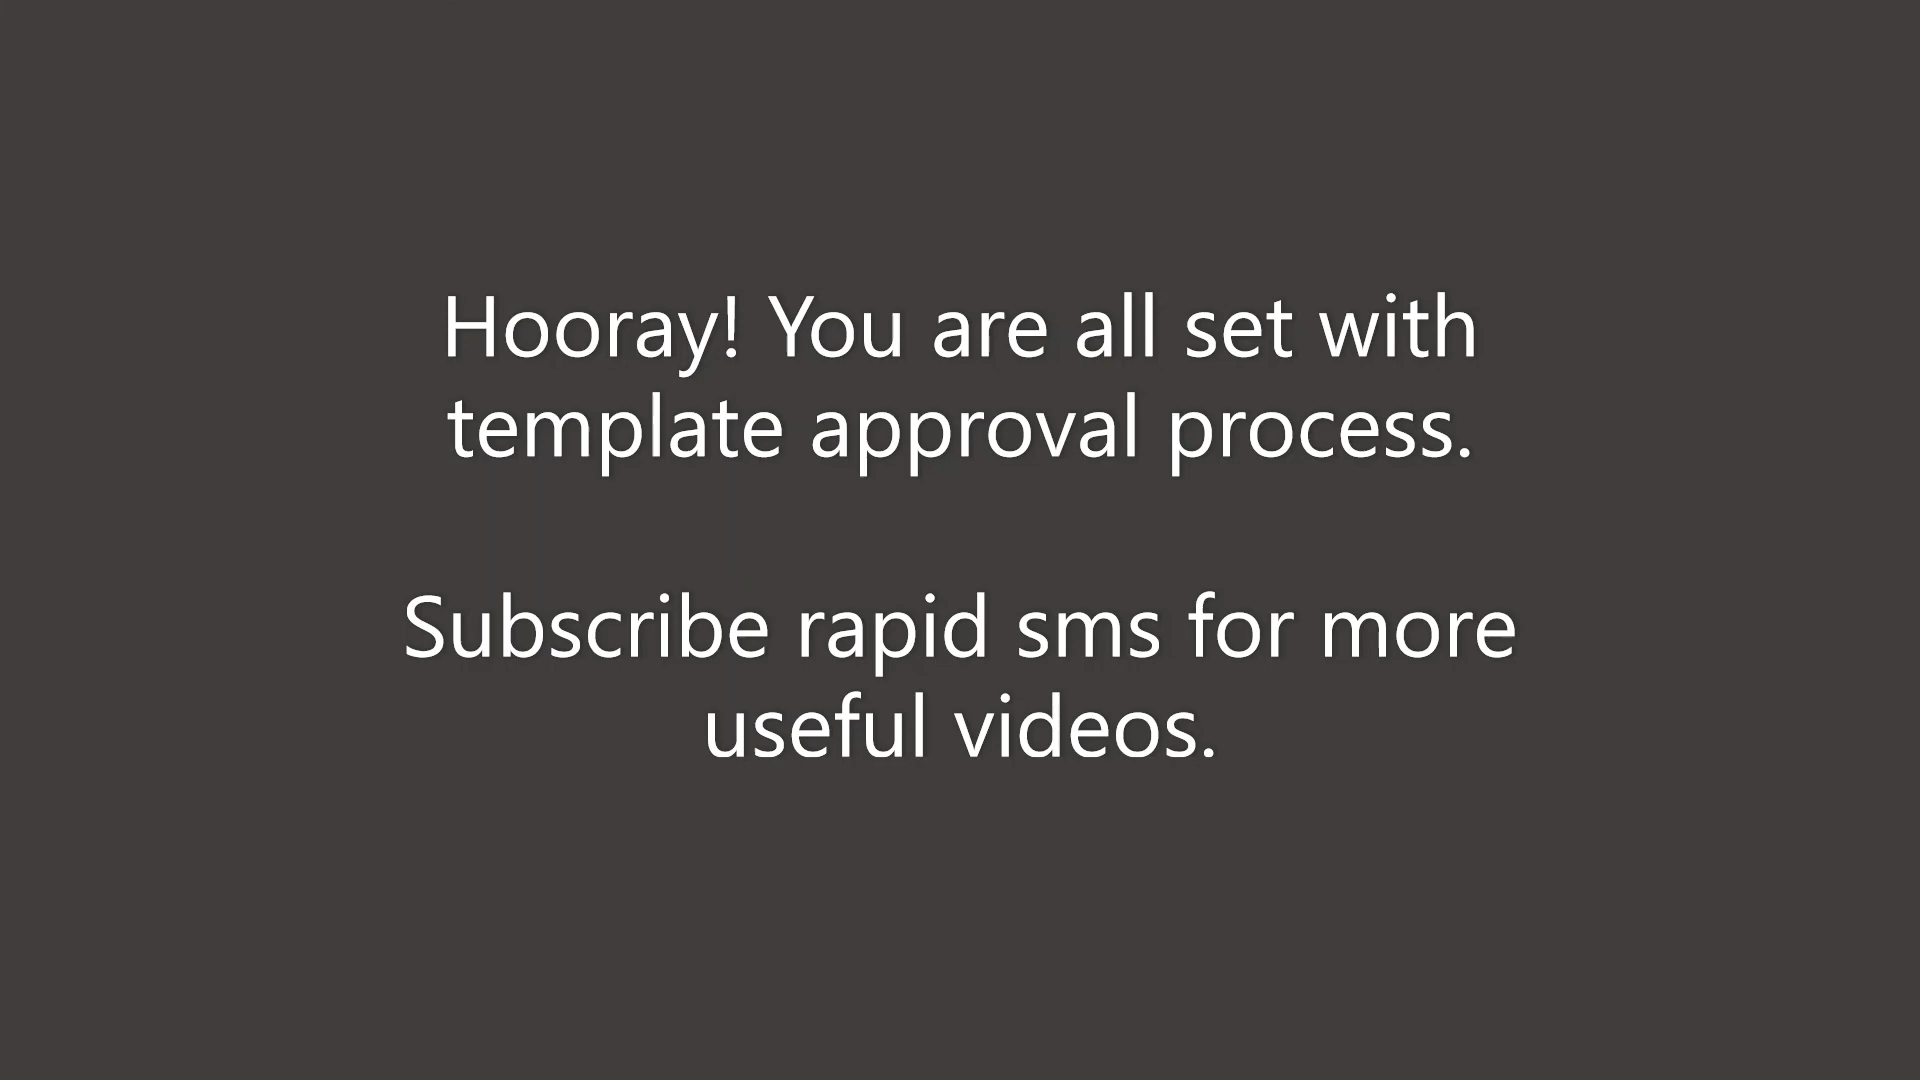 Hooray! You are all set with
template approval process.
Subscribe rapid sms for more
useful videos.